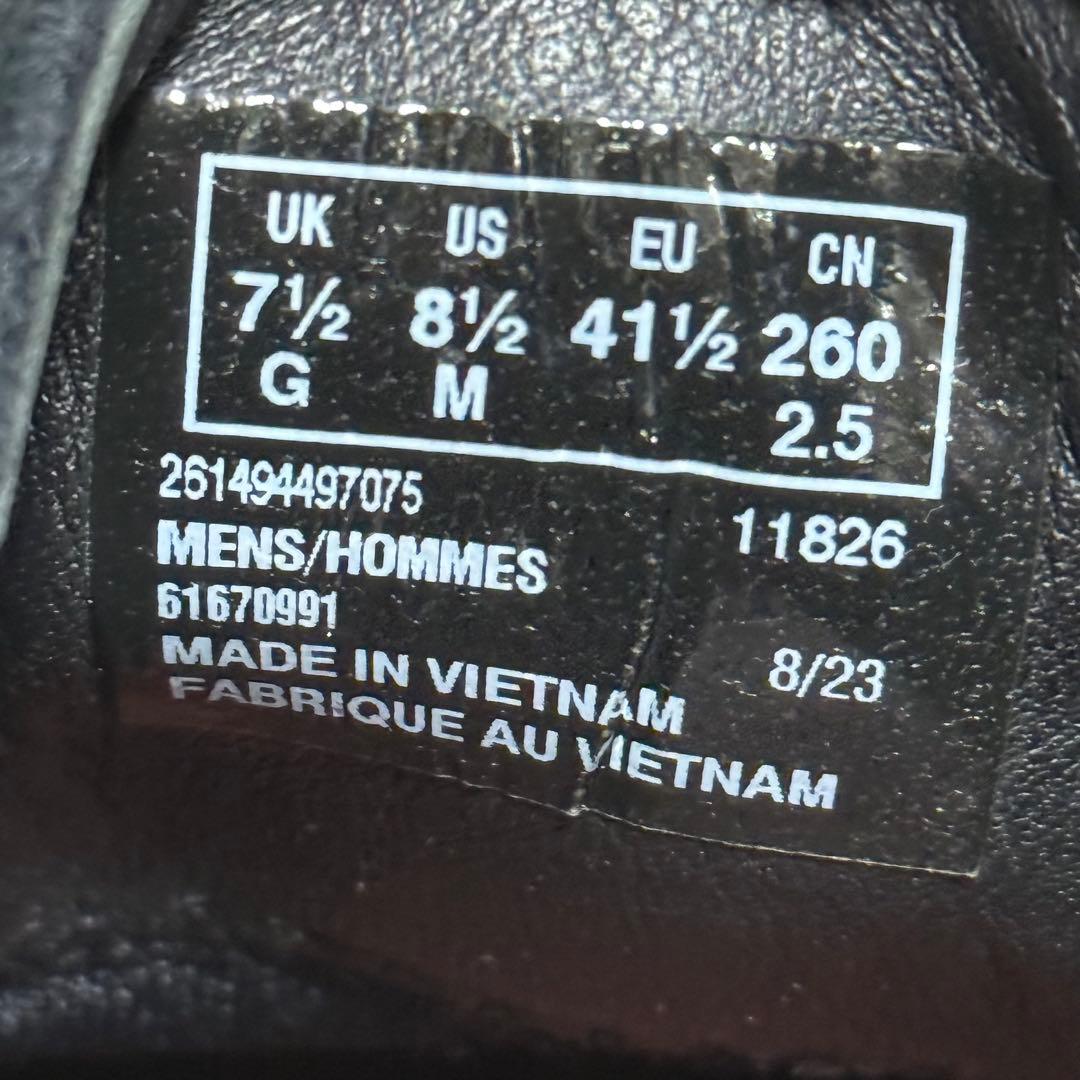 UK US EU CN
7½ 8½ 41½ 260
G M 2.5
261494497075
11826
MENS/HOMMES
61670991
8/23
MADE IN VIETNAM
FABRIQUE AU VIETNAM